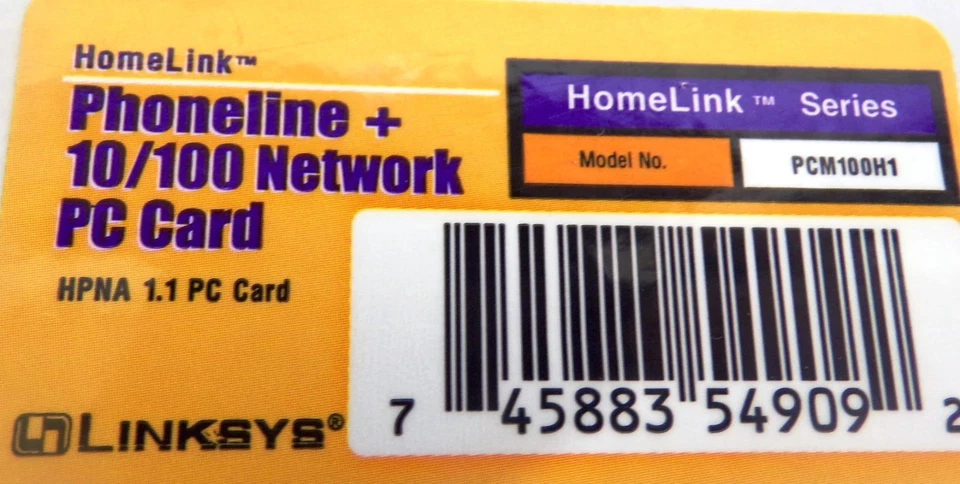 HomeLink™
Phoneline +
10/100 Network
PC Card
HPNA 1.1 PC Card
LINKSYS®
HomeLink™ Series
Model No. PCM100H1
7 45883 54909 2